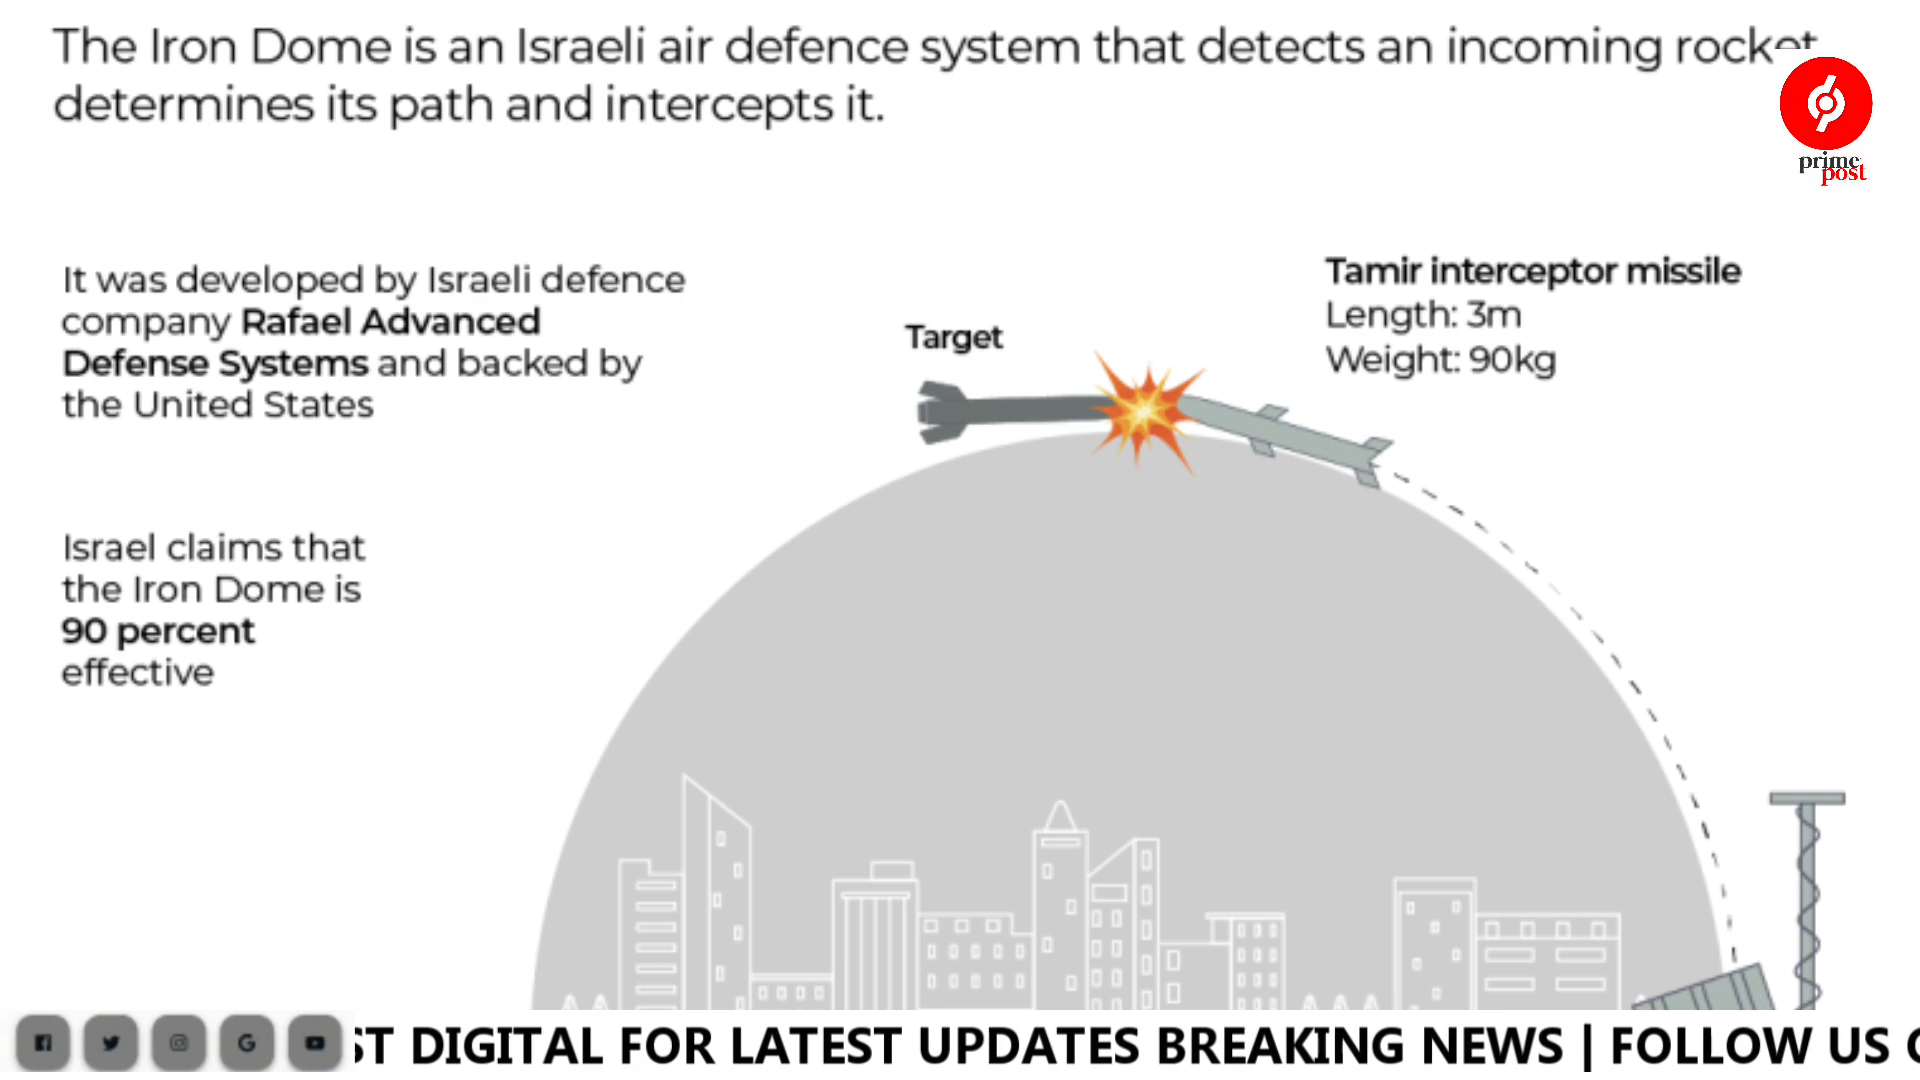 The Iron Dome is an Israeli air defence system that detects an incoming rocket
determines its path and intercepts it.
prime
post
It was developed by Israeli defence
company Rafael Advanced
Defense Systems and backed by
the United States
Target
Tamir interceptor missile
Length: 3m
Weight: 90kg
Israel claims that
the Iron Dome is
90 percent
effective
ST DIGITAL FOR LATEST UPDATES BREAKING NEWS | FOLLOW US